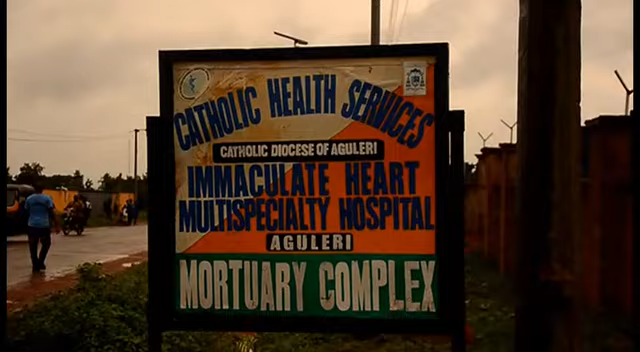 CATHOLIC HEALTH SERVICES
CATHOLIC DIOCESE OF AGULERI
IMMACULATE HEART
MULTISPECIALTY HOSPITAL
AGULERI
MORTUARY COMPLEX